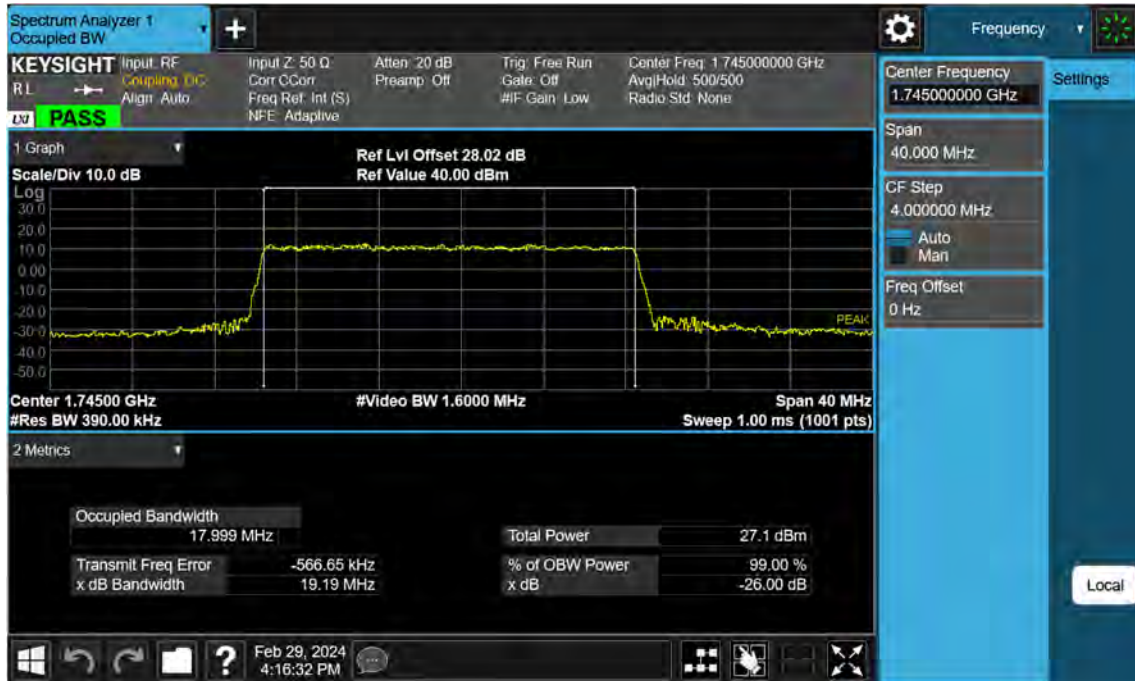 Spectrum Analyzer 1
Occupied BW
Frequency
KEYSIGHT Input: RF
R L
Coupling: DC
Align: Auto
LXI PASS
Input Z: 50 Ω
Corr CCorr
Freq Ref: Int (S)
NFE: Adaptive
Atten: 20 dB
Preamp: Off
Trig: Free Run
Gate: Off
#IF Gain: Low
Center Freq: 1.745000000 GHz
Avg|Hold: 500/500
Radio Std: None
Center Frequency
1.745000000 GHz
Settings
Span
40.000 MHz
CF Step
4.000000 MHz
Auto
Man
Freq Offset
0 Hz
1 Graph
Ref Lvl Offset 28.02 dB
Scale/Div 10.0 dB
Ref Value 40.00 dBm
Log
30.0
20.0
10.0
0.00
-10.0
-20.0
-30.0
-40.0
-50.0
PEAK
Center 1.74500 GHz
#Video BW 1.6000 MHz
Span 40 MHz
#Res BW 390.00 kHz
Sweep 1.00 ms (1001 pts)
2 Metrics
Occupied Bandwidth
17.999 MHz
Total Power 27.1 dBm
Transmit Freq Error -566.65 kHz
% of OBW Power 99.00 %
x dB Bandwidth 19.19 MHz
x dB -26.00 dB
Local
?
Feb 29, 2024
4:16:32 PM